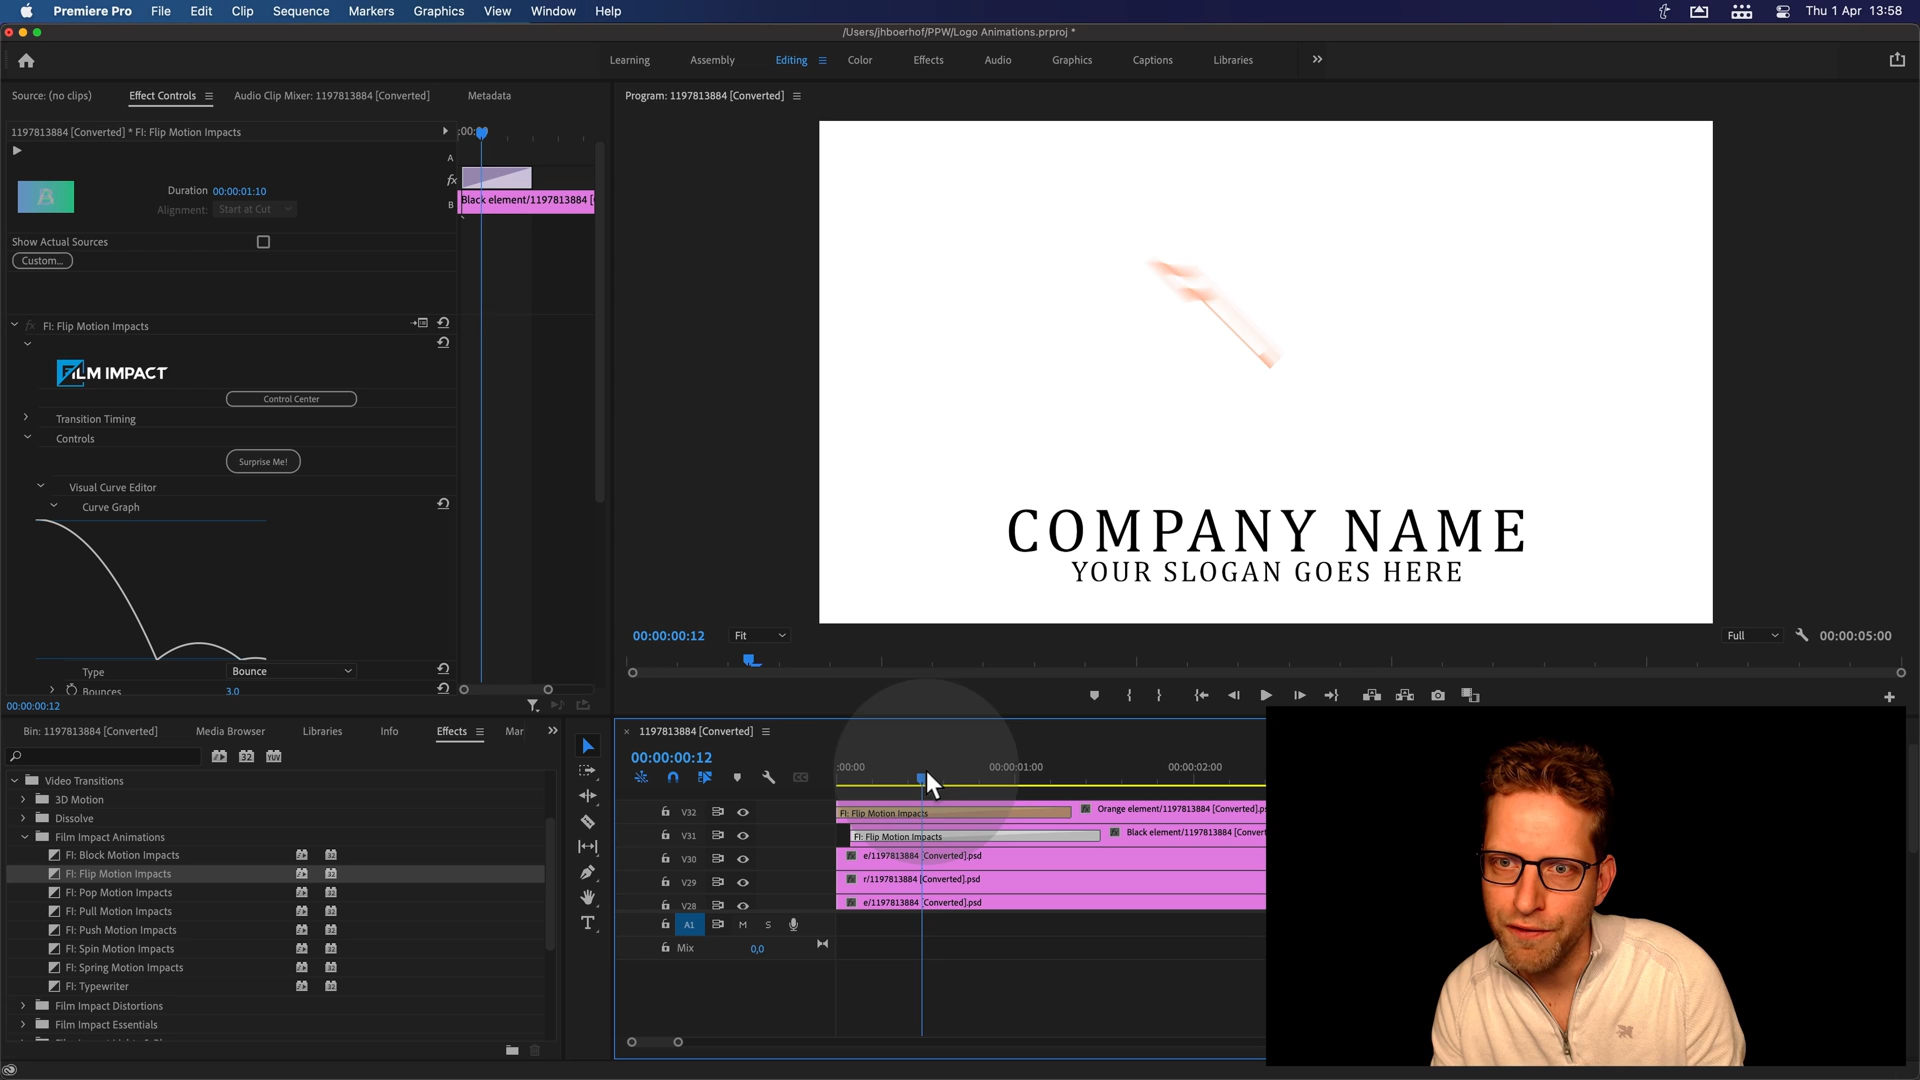 Premiere Pro File Edit Clip Sequence Markers Graphics View Window Help
Thu 1 Apr 13:58
/Users/jhboerhof/PPW/Logo Animations.prproj *
Learning Assembly Editing Color Effects Audio Graphics Captions Libraries
Source: (no clips) Effect Controls Audio Clip Mixer: 1197813884 [Converted] Metadata
Program: 1197813884 [Converted]
1197813884 [Converted] * FI: Flip Motion Impacts
A
fx
B
Black element/1197813884 [
Duration 00:00:01:10
Alignment: Start at Cut
Show Actual Sources
Custom...
FI: Flip Motion Impacts
FILM IMPACT
Control Center
Transition Timing
Controls
Surprise Me!
Visual Curve Editor
Curve Graph
Type Bounce
Bounces 3.0
00:00:00:12
COMPANY NAME
YOUR SLOGAN GOES HERE
00:00:00:12 Fit Full 00:00:05:00
Bin: 1197813884 [Converted] Media Browser Libraries Info Effects Mar
Video Transitions
3D Motion
Dissolve
Film Impact Animations
FI: Block Motion Impacts
FI: Flip Motion Impacts
FI: Pop Motion Impacts
FI: Pull Motion Impacts
FI: Push Motion Impacts
FI: Spin Motion Impacts
FI: Spring Motion Impacts
FI: Typewriter
Film Impact Distortions
Film Impact Essentials
1197813884 [Converted]
00:00:00:12
:00:00 00:00:01:00 00:00:02:00
V32 FI: Flip Motion Impacts Orange element/1197813884 [Converted].ps
V31 FI: Flip Motion Impacts Black element/1197813884 [Convert
V30 e/1197813884 [Converted].psd
V29 r/1197813884 [Converted].psd
V28 e/1197813884 [Converted].psd
A1 M S
Mix 0,0